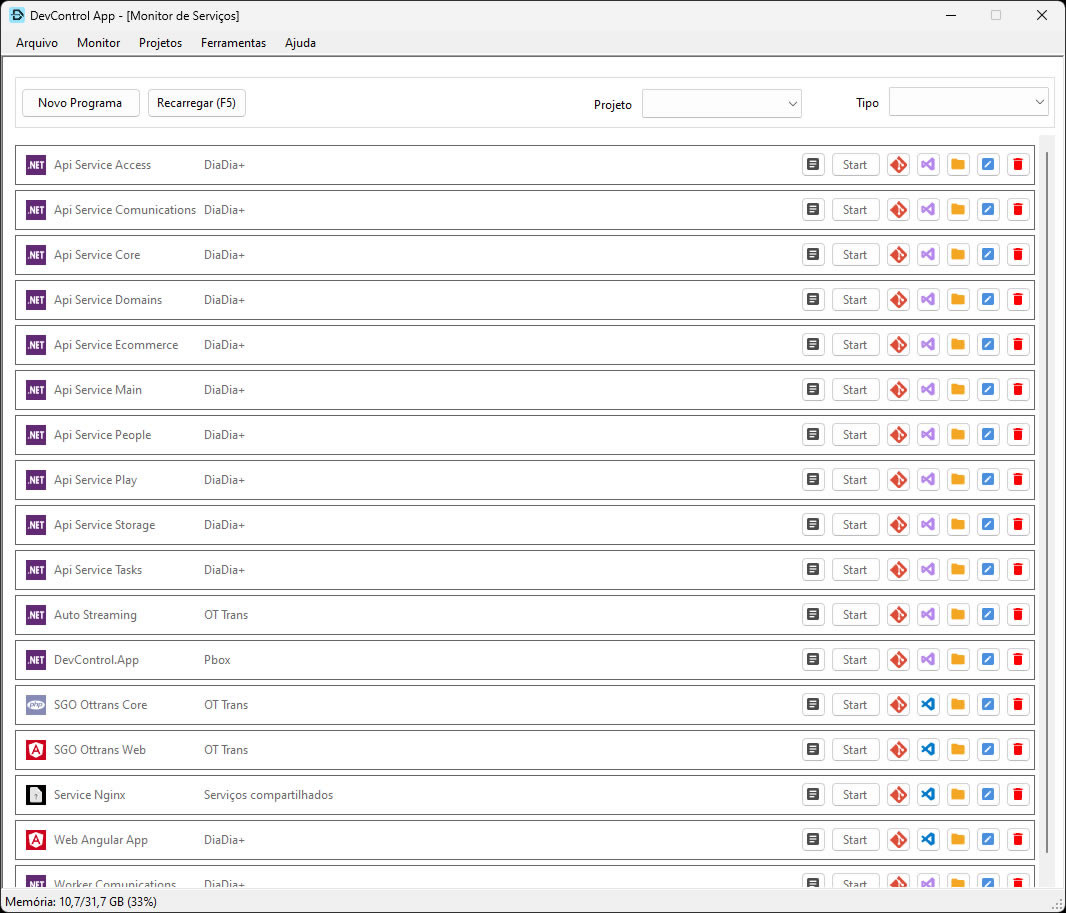 DevControl App - [Monitor de Serviços]
Arquivo Monitor Projetos Ferramentas Ajuda
Novo Programa Recarregar (F5) Projeto Tipo
.NET Api Service Access DiaDia+ Start
.NET Api Service Comunications DiaDia+ Start
.NET Api Service Core DiaDia+ Start
.NET Api Service Domains DiaDia+ Start
.NET Api Service Ecommerce DiaDia+ Start
.NET Api Service Main DiaDia+ Start
.NET Api Service People DiaDia+ Start
.NET Api Service Play DiaDia+ Start
.NET Api Service Storage DiaDia+ Start
.NET Api Service Tasks DiaDia+ Start
.NET Auto Streaming OT Trans Start
.NET DevControl.App Pbox Start
php SGO Ottrans Core OT Trans Start
A SGO Ottrans Web OT Trans Start
? Service Nginx Serviços compartilhados Start
A Web Angular App DiaDia+ Start
.NET Worker Comunications DiaDia+ Start
Memória: 10,7/31,7 GB (33%)